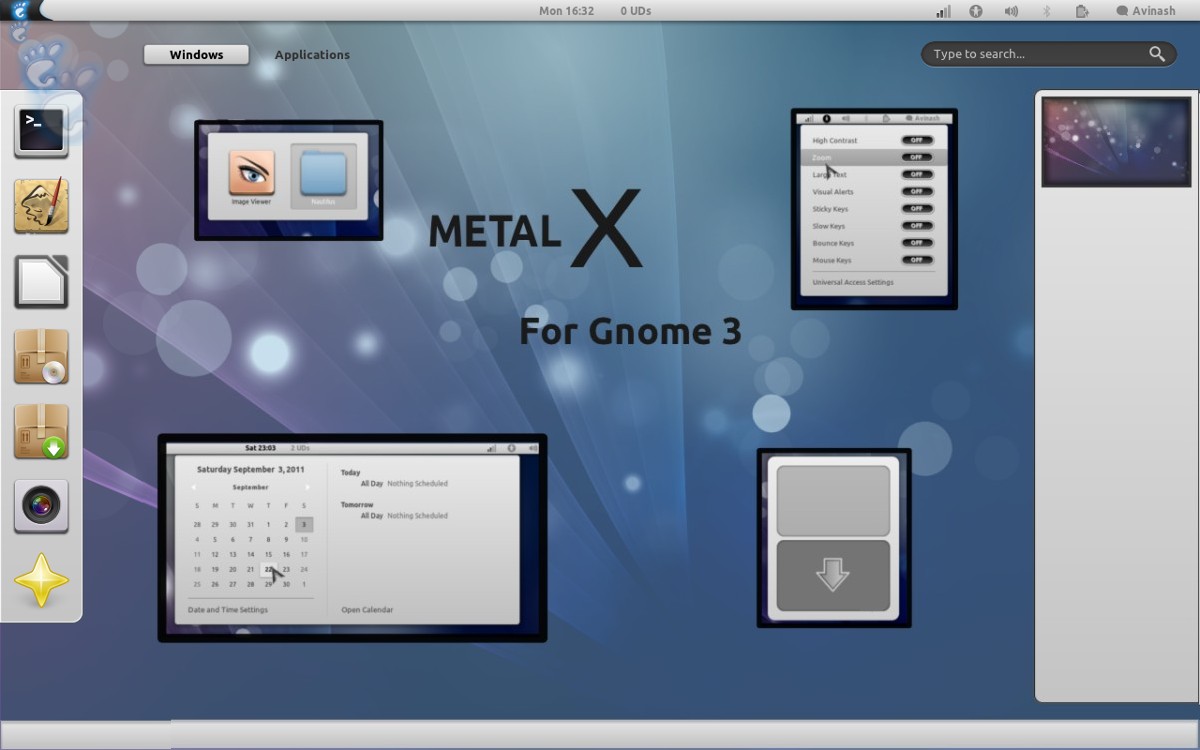 Mon 16:32 0 UDs Avinash
Windows Applications Type to search...
>_
Image Viewer Nautilus
METAL X
For Gnome 3
Avinash
High Contrast OFF
Zoom OFF
Large Text OFF
Visual Alerts OFF
Sticky Keys OFF
Slow Keys OFF
Bounce Keys OFF
Mouse Keys OFF
Universal Access Settings
Sat 23:03 2 UDs
Saturday September 3, 2011
September
S M T W T F S
28 29 30 31 1 2 3
4 5 6 7 8 9 10
11 12 13 14 15 16 17
18 19 20 21 22 23 24
25 26 27 28 29 30 1
Date and Time Settings
Today
All Day Nothing Scheduled
Tomorrow
All Day Nothing Scheduled
Open Calendar